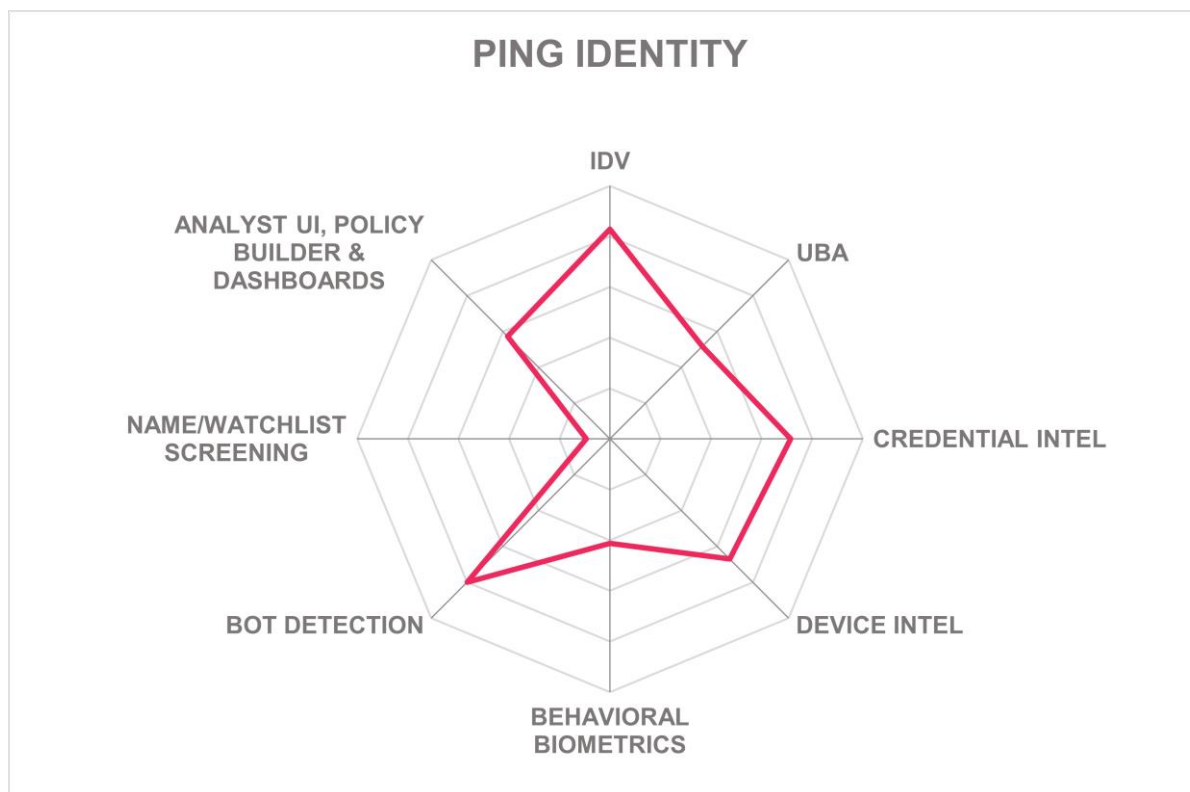 PING IDENTITY
IDV
ANALYST UI, POLICY
BUILDER &
DASHBOARDS
UBA
NAME/WATCHLIST
SCREENING
CREDENTIAL INTEL
BOT DETECTION
DEVICE INTEL
BEHAVIORAL
BIOMETRICS